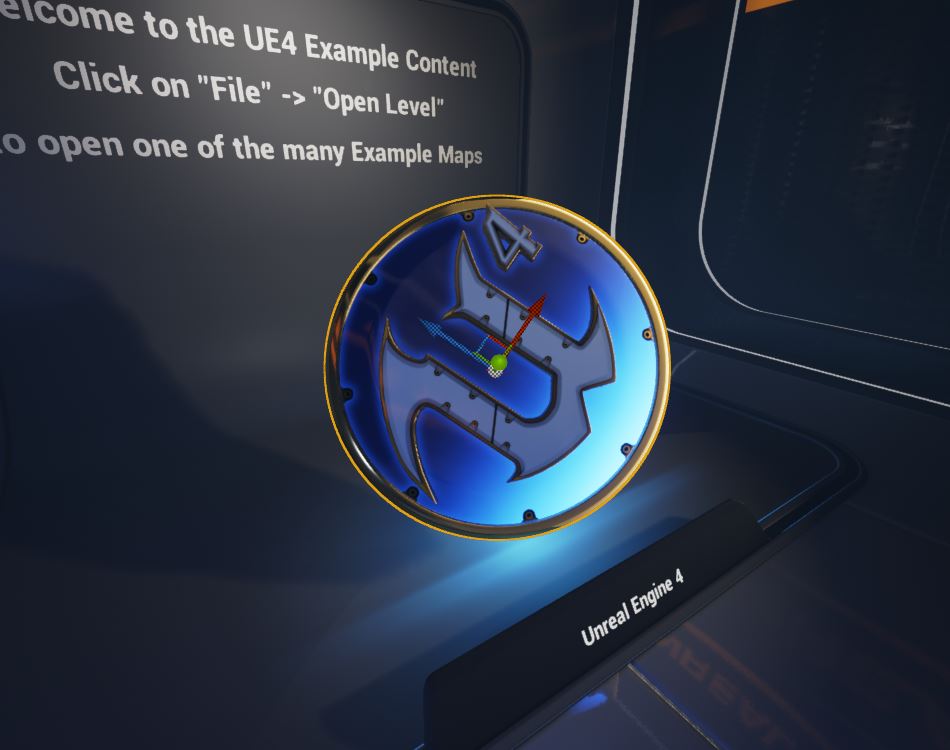 elcome to the UE4 Example Content
Click on "File" -> "Open Level"
o open one of the many Example Maps
4
Unreal Engine 4